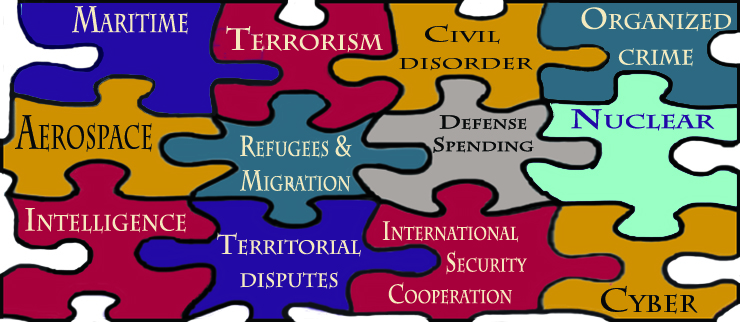 Maritime
Terrorism
Civil
disorder
Organized
crime
Aerospace
Refugees &
Migration
Defense
Spending
Nuclear
Intelligence
Territorial
disputes
International
Security
Cooperation
Cyber